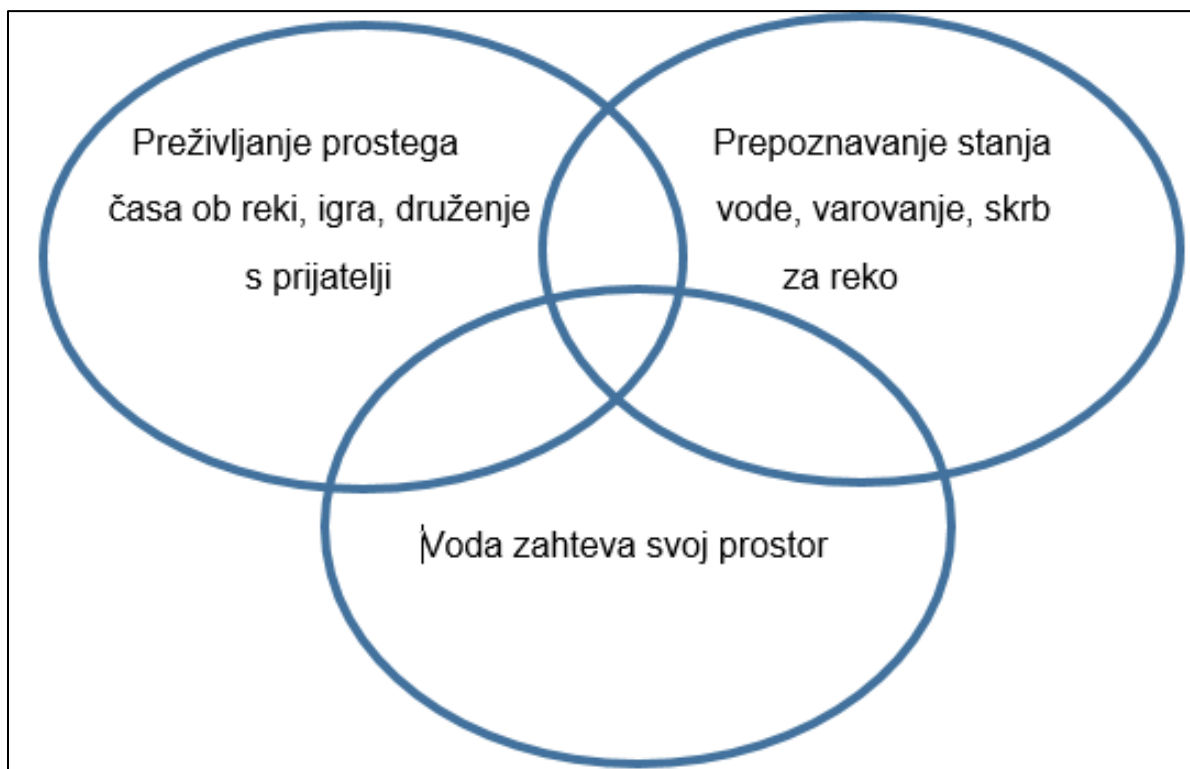 Preživljanje prostega
časa ob reki, igra, druženje
s prijatelji
Prepoznavanje stanja
vode, varovanje, skrb
za reko
Voda zahteva svoj prostor